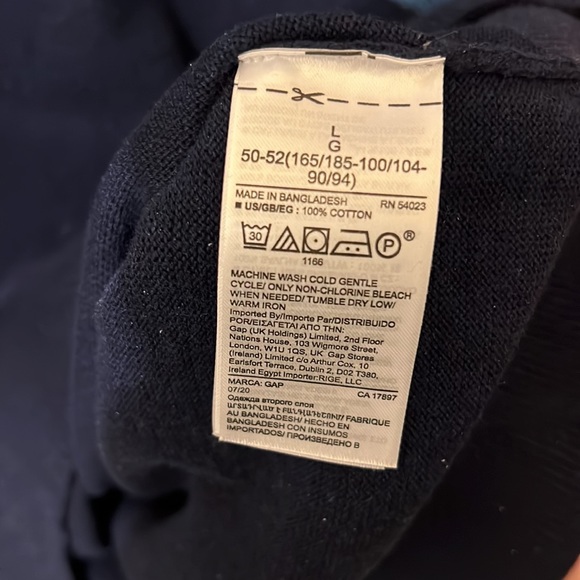 L
G
50-52(165/185-100/104-
90/94)
MADE IN BANGLADESH RN 54023
■ US/GB/EG : 100% COTTON
30 P ®
1166
MACHINE WASH COLD GENTLE
CYCLE/ ONLY NON-CHLORINE BLEACH
WHEN NEEDED/ TUMBLE DRY LOW/
WARM IRON
Imported By/Importe Par/DISTRIBUIDO
POR/ΕΙΣΑΓΕΤΑΙ ΑΠΟ ΤΗΝ:
Gap (UK Holdings) Limited, 2nd Floor
Nations House, 103 Wigmore Street,
London, W1U 1QS, UK Gap Stores
(Ireland) Limited c/o Arthur Cox, 10
Earlsfort Terrace, Dublin 2, D02 T380,
Ireland Egypt Importer:RIGE, LLC
MARCA: GAP CA 17897
07/20
Одежда второго слоя
ԱՐՏԱԴՐՎԱԾ Է ԲԱՆԳԼԱԴԵՇՈՒՄ/ FABRIQUE
AU BANGLADESH/ HECHO EN
BANGLADESH CON INSUMOS
IMPORTADOS/ ПРОИЗВЕДЕНО В